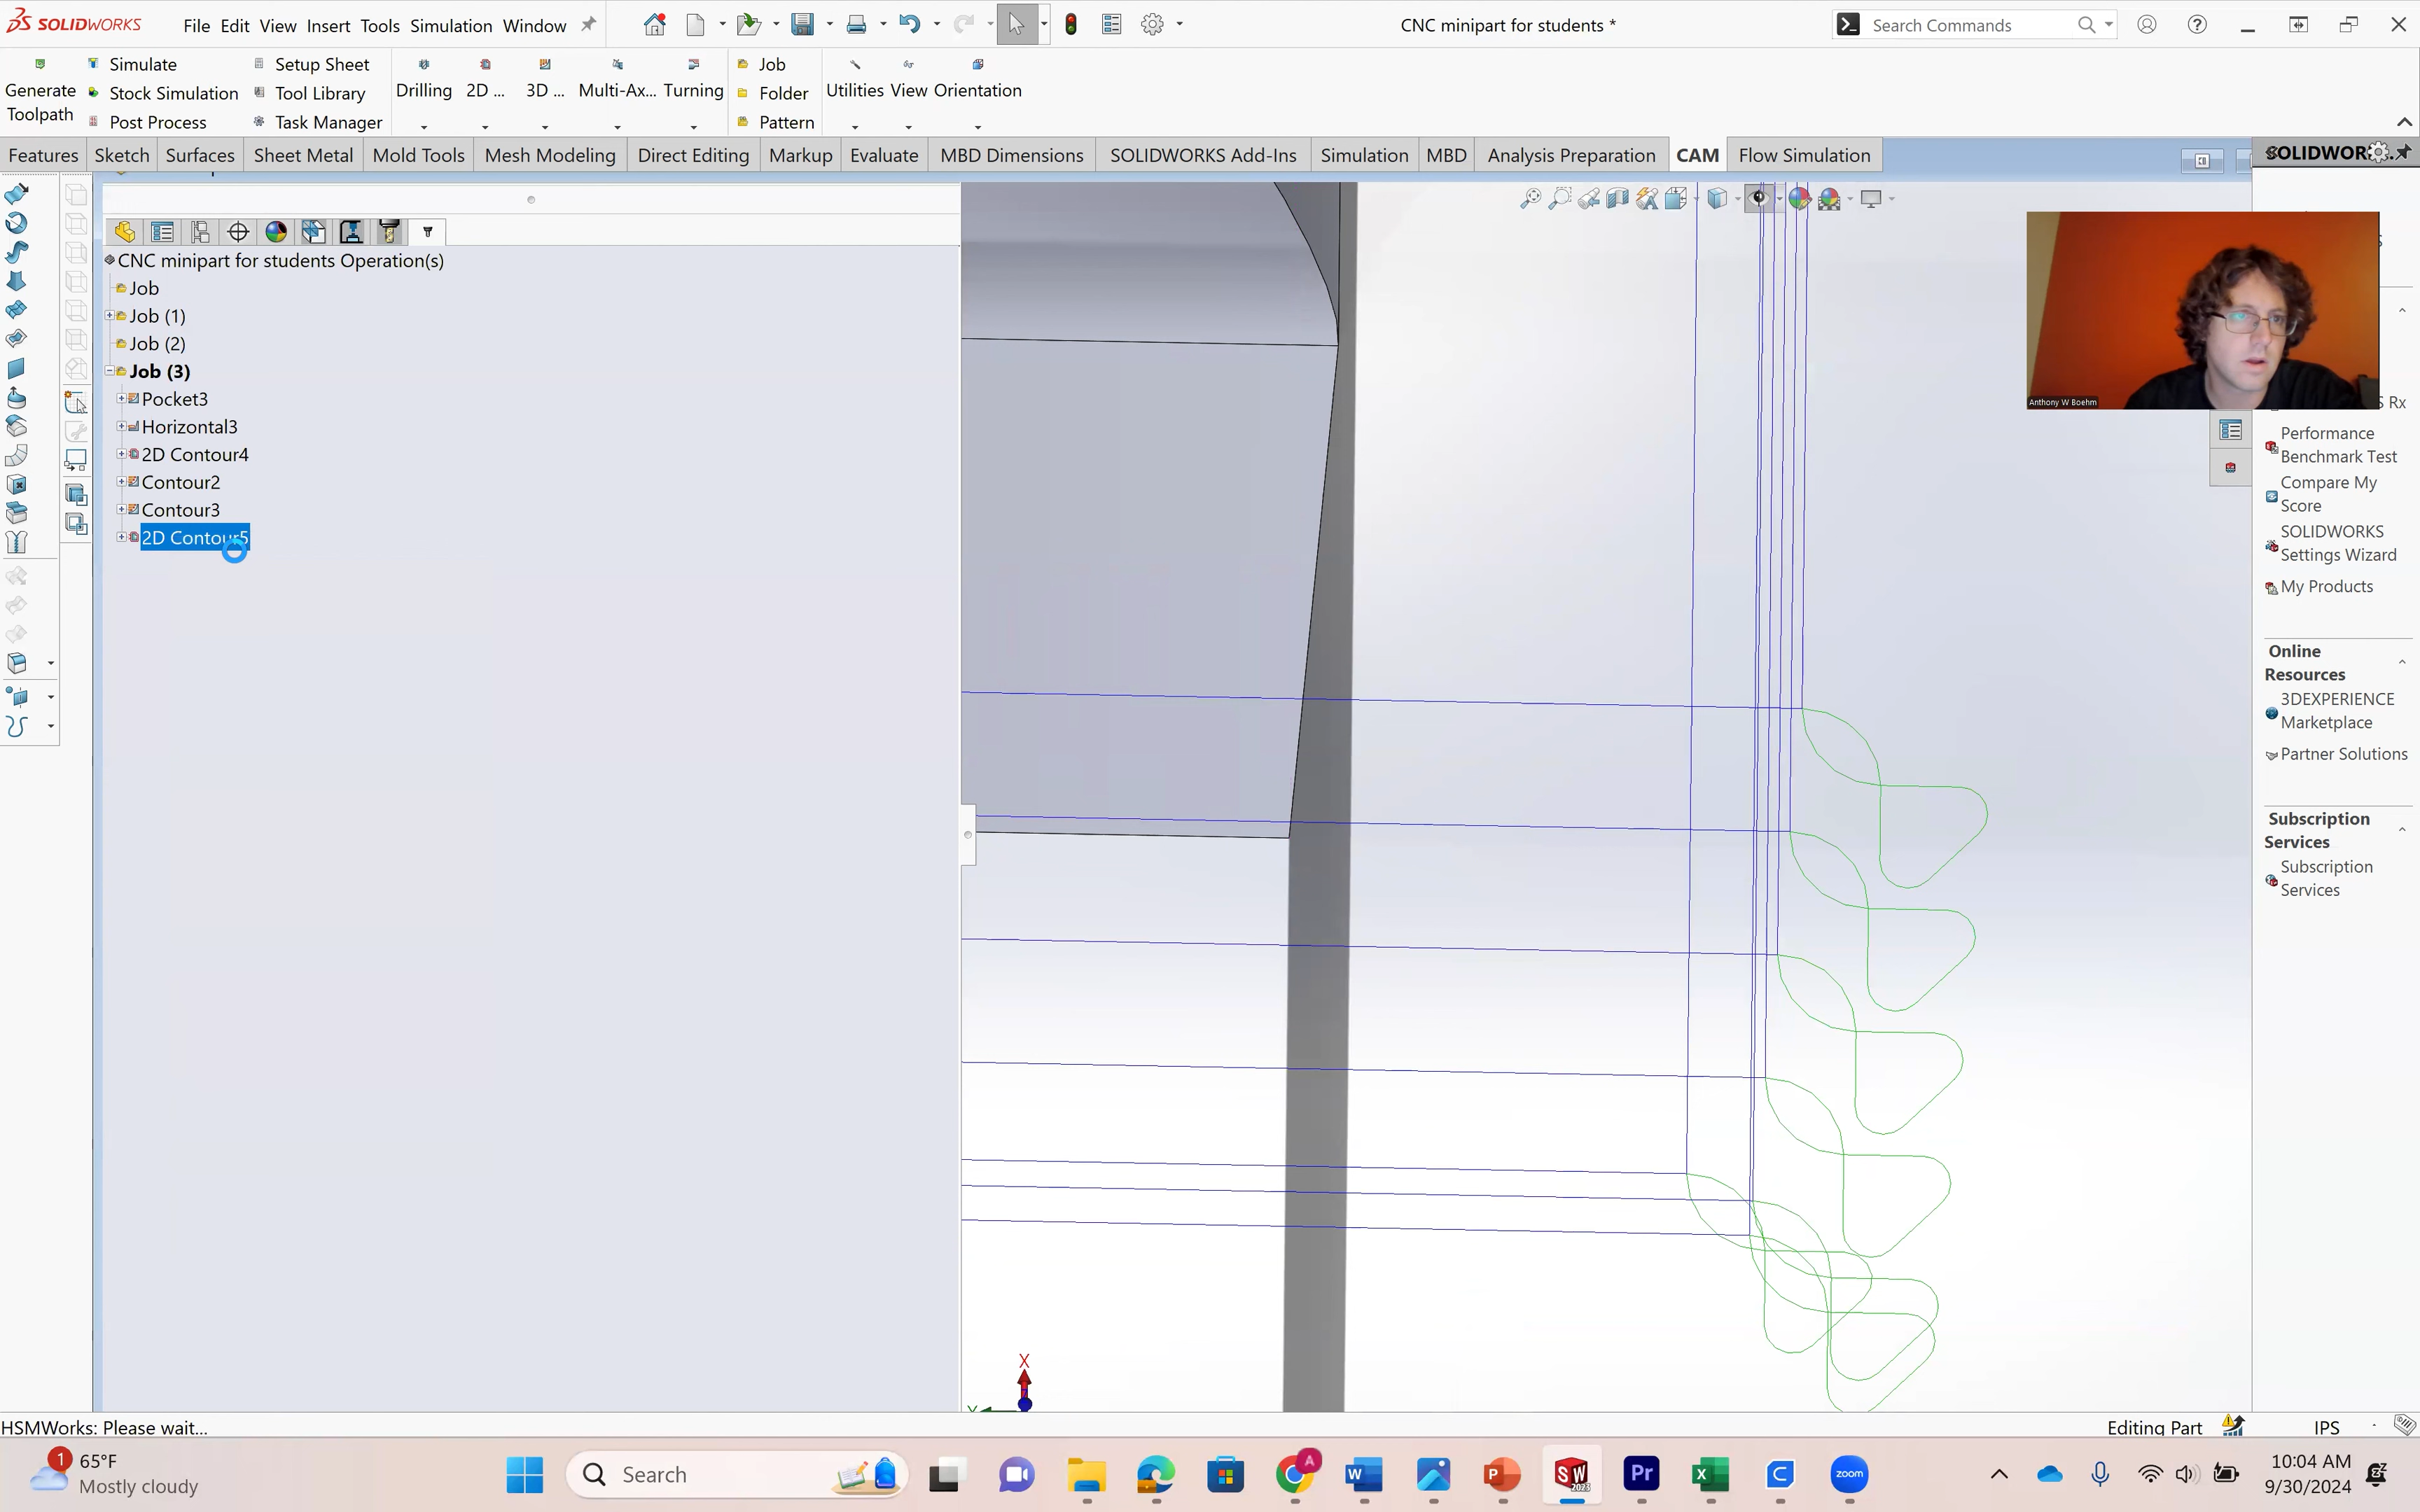 SOLIDWORKS
File Edit View Insert Tools Simulation Window
CNC minipart for students *
Search Commands
Generate
Toolpath
Simulate
Stock Simulation
Post Process
Setup Sheet
Tool Library
Task Manager
Drilling 2D ... 3D ... Multi-Ax... Turning
Job
Folder
Pattern
Utilities View Orientation
Features Sketch Surfaces Sheet Metal Mold Tools Mesh Modeling Direct Editing Markup Evaluate MBD Dimensions SOLIDWORKS Add-Ins Simulation MBD Analysis Preparation CAM Flow Simulation
CNC minipart for students Operation(s)
Job
Job (1)
Job (2)
Job (3)
Pocket3
Horizontal3
2D Contour4
Contour2
Contour3
2D Contour5
Anthony W Boehm
Rx
Performance
Benchmark Test
Compare My
Score
SOLIDWORKS
Settings Wizard
My Products
Online
Resources
3DEXPERIENCE
Marketplace
Partner Solutions
Subscription
Services
Subscription
Services
X
HSMWorks: Please wait...
Editing Part
IPS
1
65°F
Mostly cloudy
Search
A
W
P
SW
2023
Pr
X
C
zoom
10:04 AM
9/30/2024